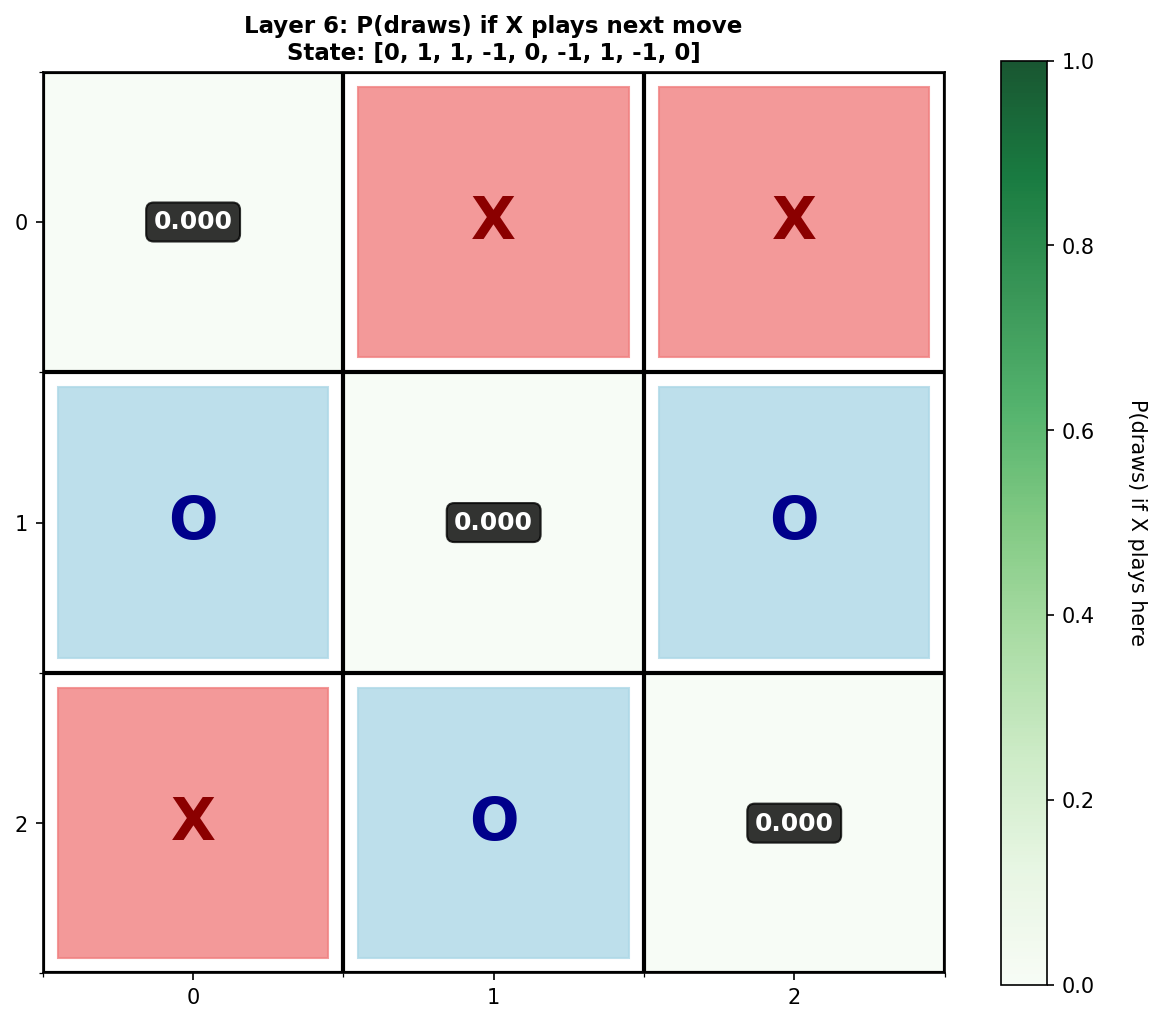 Layer 6: P(draws) if X plays next move
State: [0, 1, 1, -1, 0, -1, 1, -1, 0]
0
0.000
X
X
1
O
0.000
O
2
X
O
0.000
0
1
2
1.0
0.8
0.6
0.4
0.2
0.0
P(draws) if X plays here